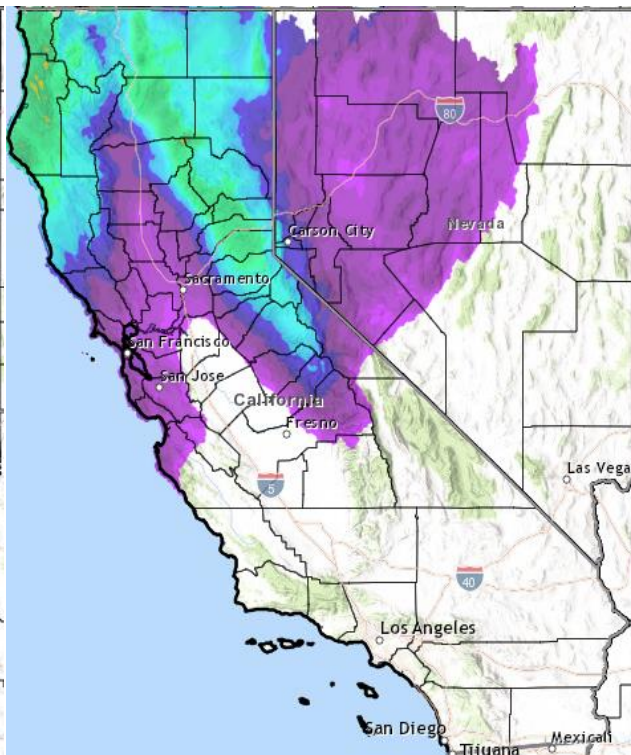 80
Nevada
Carson City
Sacramento
San Francisco
San Jose
California
Fresno
5
Las Vega
40
Los Angeles
San Diego
Tijuana
Mexicali